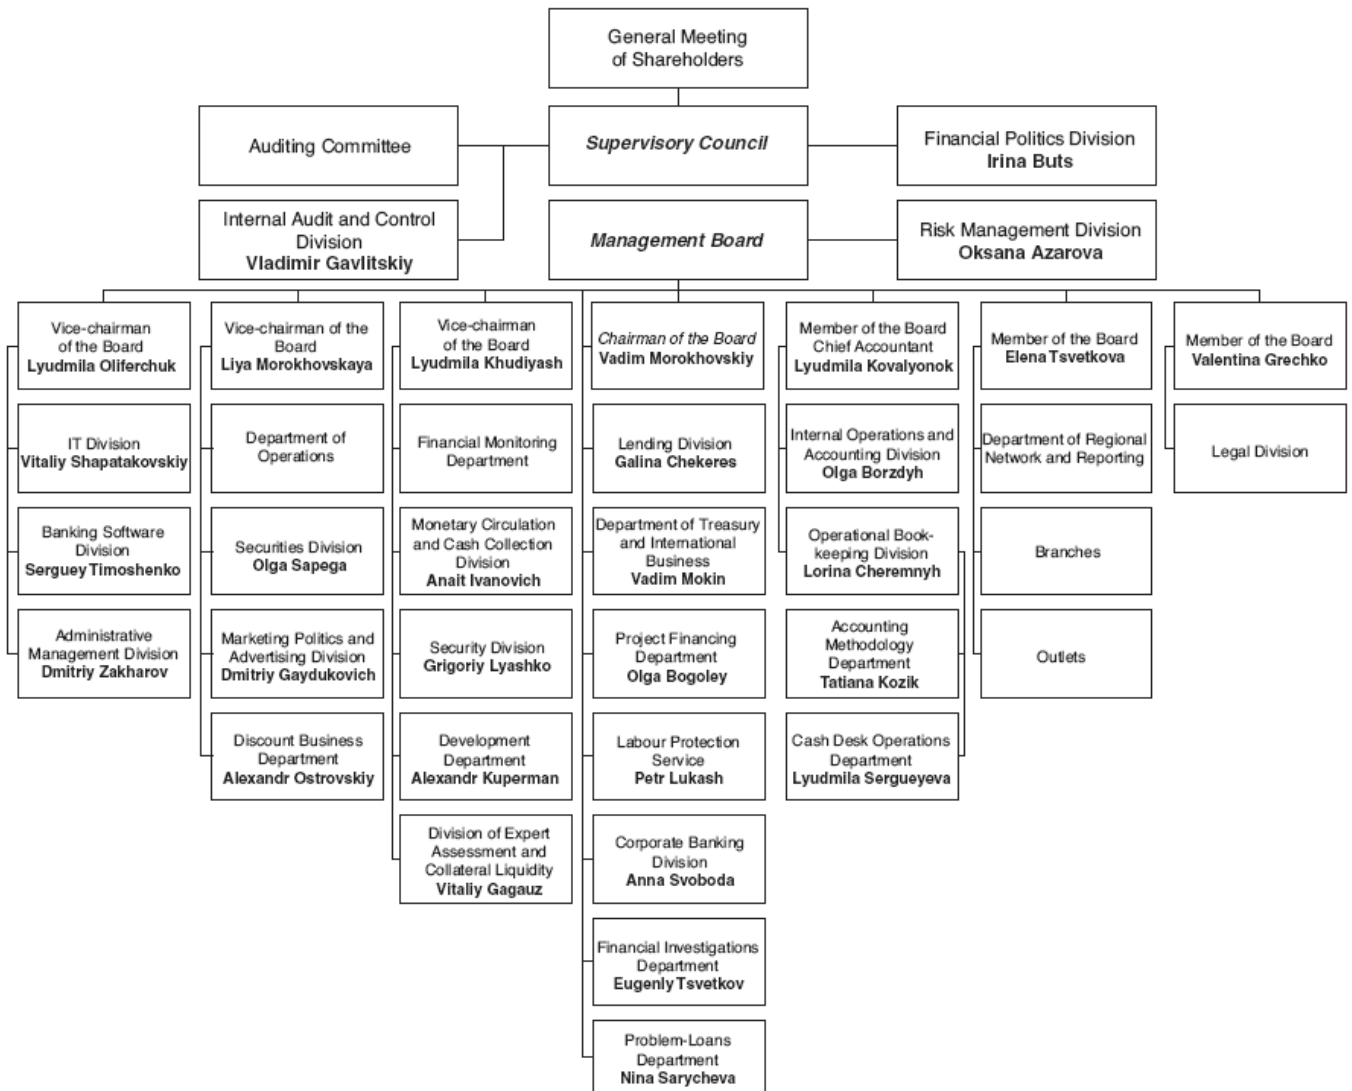 General Meeting
of Shareholders
Auditing Committee
Supervisory Council
Financial Politics Division
Irina Buts
Internal Audit and Control
Division
Vladimir Gavlitskiy
Management Board
Risk Management Division
Oksana Azarova
Vice-chairman
of the Board
Lyudmila Oliferchuk
Vice-chairman of the
Board
Liya Morokhovskaya
Vice-chairman
of the Board
Lyudmila Khudiyash
Chairman of the Board
Vadim Morokhovskiy
Member of the Board
Chief Accountant
Lyudmila Kovalyonok
Member of the Board
Elena Tsvetkova
Member of the Board
Valentina Grechko
IT Division
Vitaliy Shapatakovskiy
Department of
Operations
Financial Monitoring
Department
Lending Division
Galina Chekeres
Internal Operations and
Accounting Division
Olga Borzdyh
Department of Regional
Network and Reporting
Legal Division
Banking Software
Division
Serguey Timoshenko
Securities Division
Olga Sapega
Monetary Circulation
and Cash Collection
Division
Anait Ivanovich
Department of Treasury
and International
Business
Vadim Mokin
Operational Book-
keeping Division
Lorina Cheremnyh
Branches
Administrative
Management Division
Dmitriy Zakharov
Marketing Politics and
Advertising Division
Dmitriy Gaydukovich
Security Division
Grigoriy Lyashko
Project Financing
Department
Olga Bogoley
Accounting
Methodology
Department
Tatiana Kozik
Outlets
Discount Business
Department
Alexandr Ostrovskiy
Development
Department
Alexandr Kuperman
Labour Protection
Service
Petr Lukash
Cash Desk Operations
Department
Lyudmila Sergueyeva
Division of Expert
Assessment and
Collateral Liquidity
Vitaliy Gagauz
Corporate Banking
Division
Anna Svoboda
Financial Investigations
Department
Eugenly Tsvetkov
Problem-Loans
Department
Nina Sarycheva